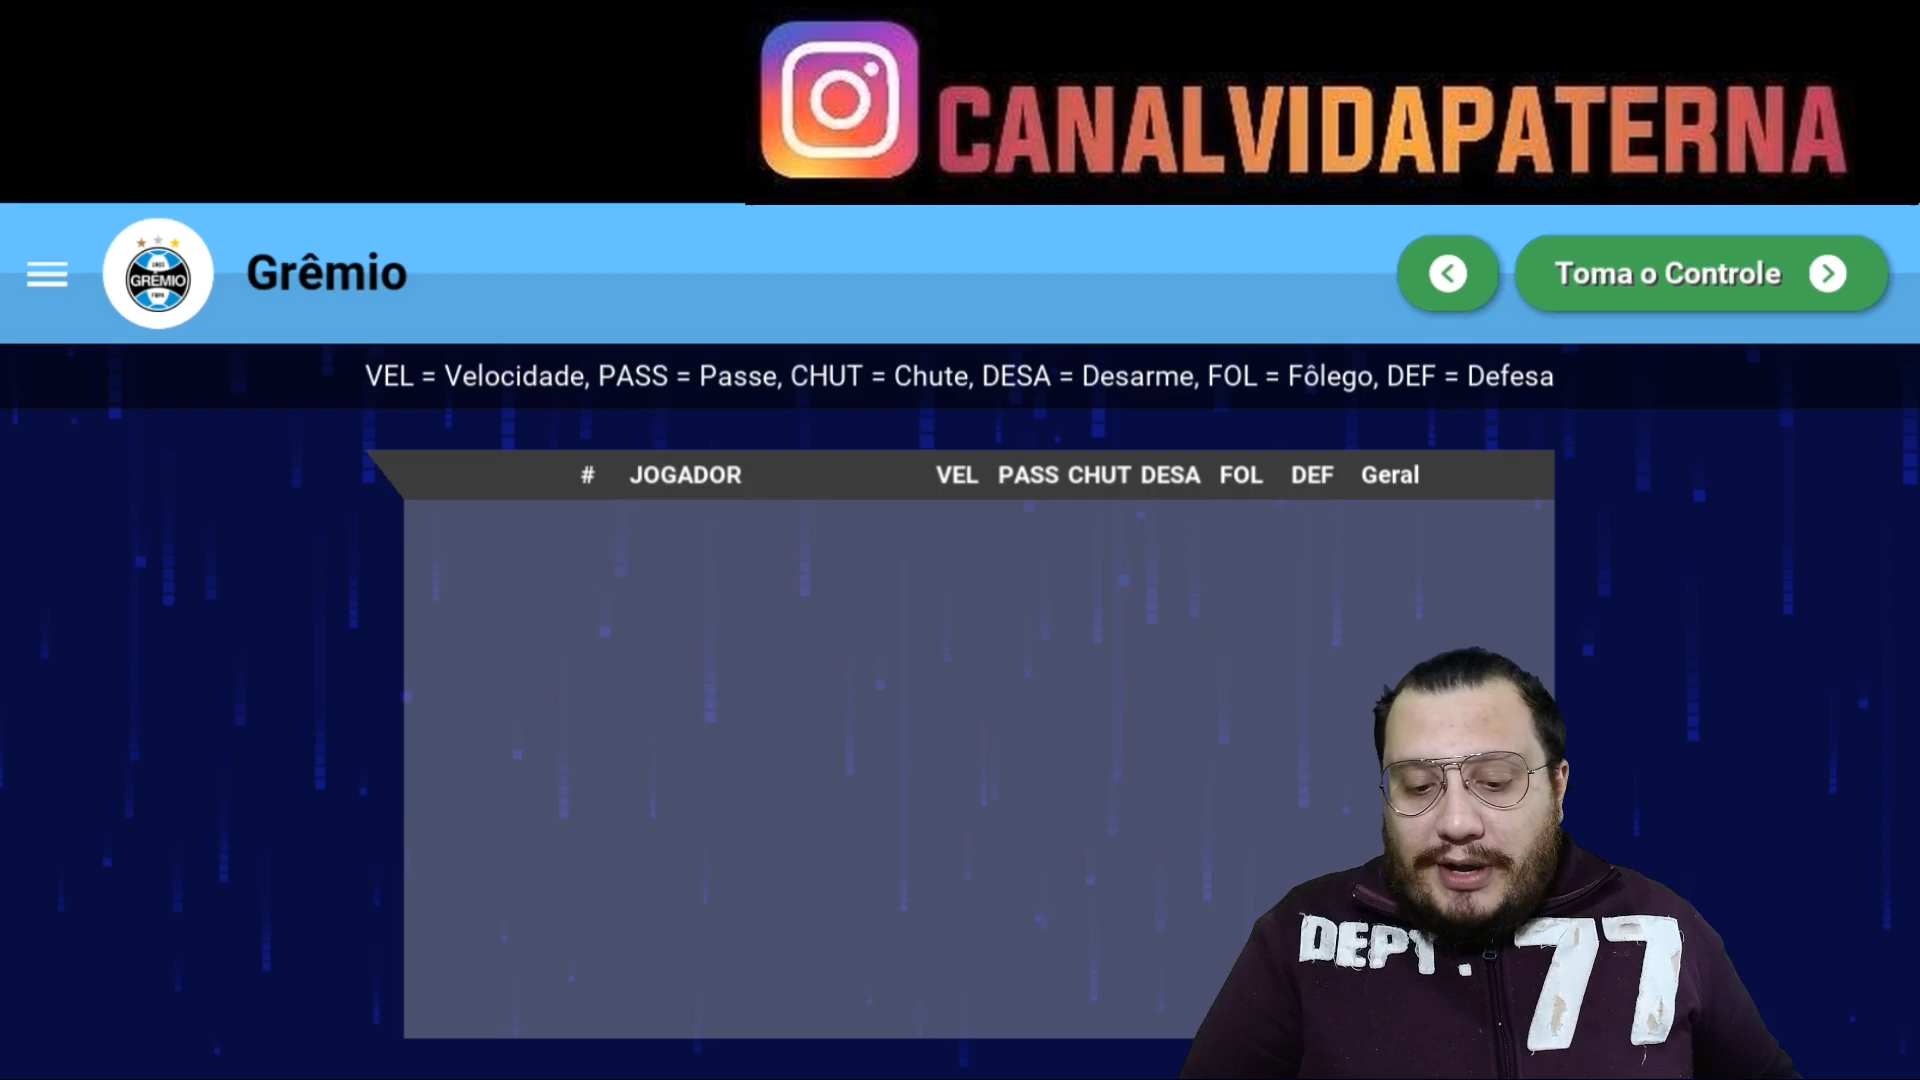 CANALVIDAPATERNA
GRÊMIO
Grêmio
Toma o Controle
VEL = Velocidade, PASS = Passe, CHUT = Chute, DESA = Desarme, FOL = Fôlego, DEF = Defesa
# JOGADOR VEL PASS CHUT DESA FOL DEF Geral
DEPT. 77